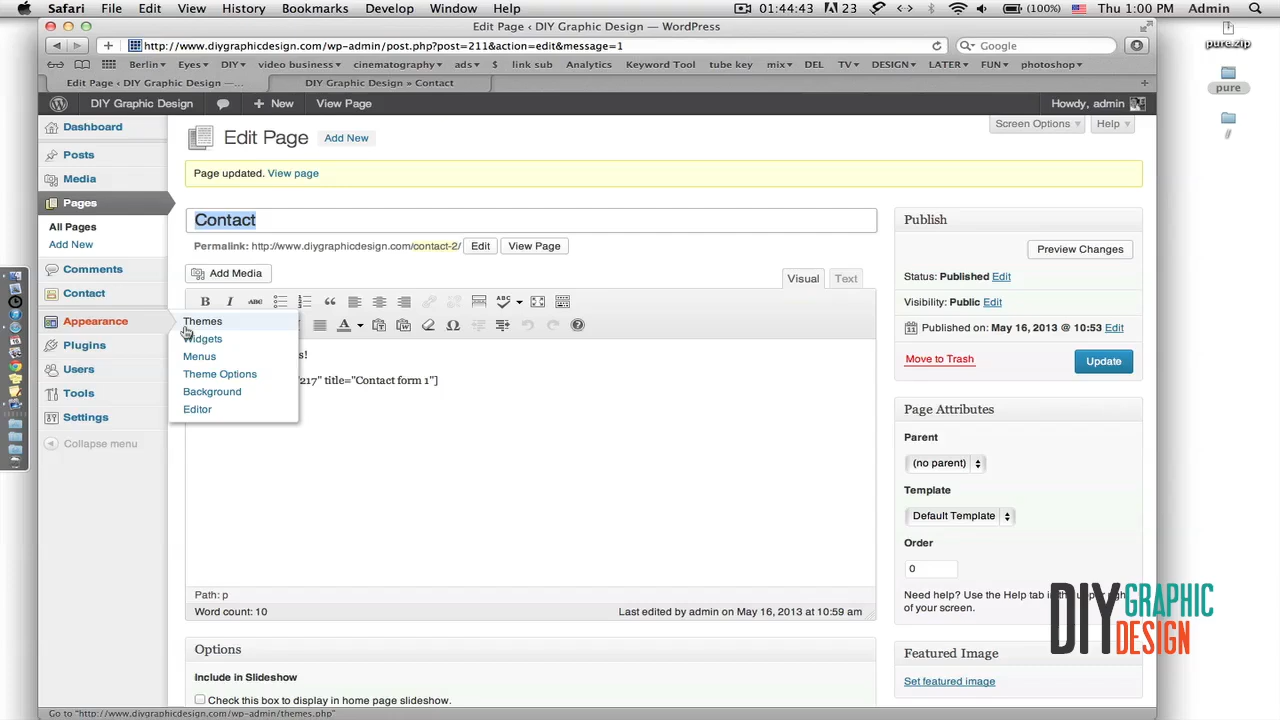 Safari File Edit View History Bookmarks Develop Window Help 01:44:43 23 (100%) Thu 1:00 PM Admin
Edit Page ‹ DIY Graphic Design — WordPress
http://www.diygraphicdesign.com/wp-admin/post.php?post=211&action=edit&message=1
Google
Berlin Eyes DIY video business cinematography ads $ link sub Analytics Keyword Tool tube key mix DEL TV DESIGN LATER FUN photoshop
Edit Page ‹ DIY Graphic Design —...
DIY Graphic Design » Contact
DIY Graphic Design + New View Page Howdy, admin
pure.zip
pure
//
Dashboard
Posts
Media
Pages
All Pages
Add New
Comments
Contact
Appearance
Plugins
Users
Tools
Settings
Collapse menu
Themes
Widgets
Menus
Theme Options
Background
Editor
Screen Options Help
Edit Page Add New
Page updated. View page
Contact
Permalink: http://www.diygraphicdesign.com/contact-2/ Edit View Page
Add Media
Visual Text
B I ABC
A Ω
s!
"217" title="Contact form 1"]
Path: p
Word count: 10
Last edited by admin on May 16, 2013 at 10:59 am
Options
Include in Slideshow
Check this box to display in home page slideshow.
Publish
Preview Changes
Status: Published Edit
Visibility: Public Edit
Published on: May 16, 2013 @ 10:53 Edit
Move to Trash
Update
Page Attributes
Parent
(no parent)
Template
Default Template
Order
0
Need help? Use the Help tab in the upper right
of your screen.
Featured Image
Set featured image
DIY GRAPHIC
DESIGN
Go to "http://www.diygraphicdesign.com/wp-admin/themes.php"